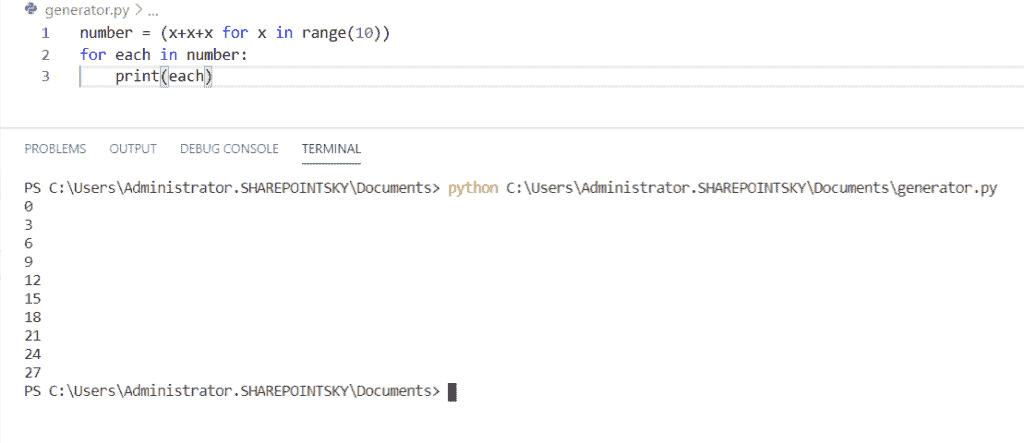 generator.py > ...
1 number = (x+x+x for x in range(10))
2 for each in number:
3     print(each)
PROBLEMS OUTPUT DEBUG CONSOLE TERMINAL
PS C:\Users\Administrator.SHAREPOINTSKY\Documents> python C:\Users\Administrator.SHAREPOINTSKY\Documents\generator.py
0
3
6
9
12
15
18
21
24
27
PS C:\Users\Administrator.SHAREPOINTSKY\Documents>